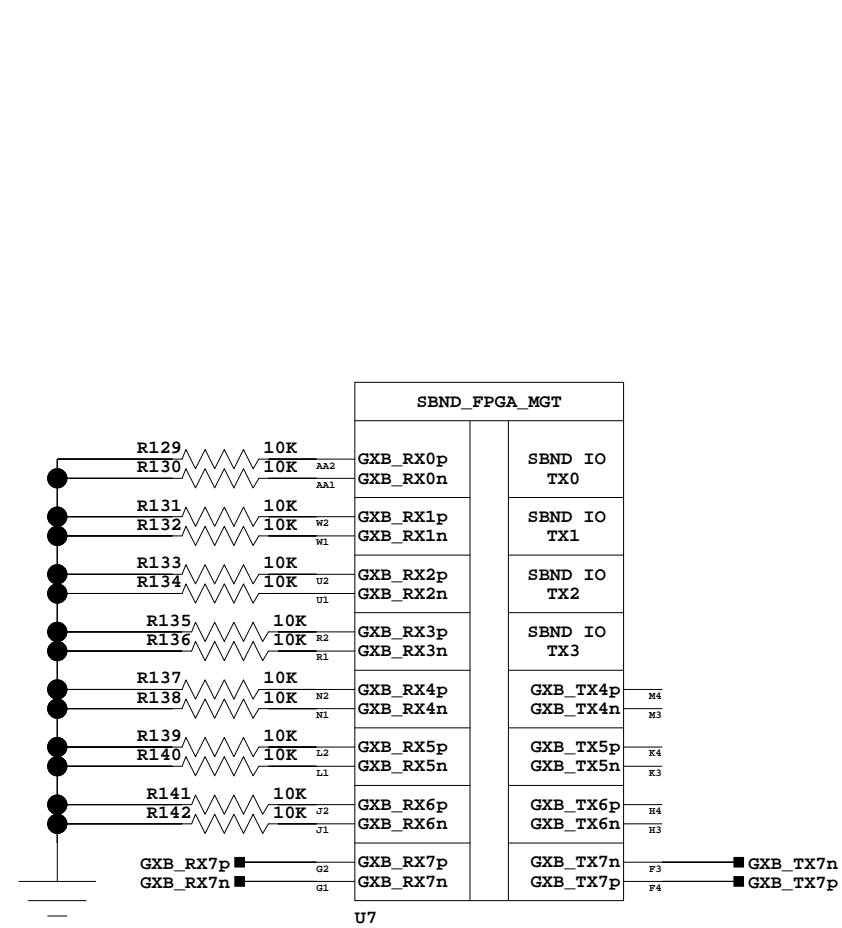 SBND_FPGA_MGT
R129 10K GXB_RX0p SBND IO
R130 10K AA2 GXB_RX0n TX0
AA1
R131 10K GXB_RX1p SBND IO
R132 10K W2 GXB_RX1n TX1
W1
R133 10K GXB_RX2p SBND IO
R134 10K U2 GXB_RX2n TX2
U1
R135 10K GXB_RX3p SBND IO
R136 10K R2 GXB_RX3n TX3
R1
R137 10K GXB_RX4p GXB_TX4p
R138 10K N2 GXB_RX4n GXB_TX4n M4
N1 M3
R139 10K GXB_RX5p GXB_TX5p
R140 10K L2 GXB_RX5n GXB_TX5n K4
L1 K3
R141 10K GXB_RX6p GXB_TX6p
R142 10K J2 GXB_RX6n GXB_TX6n H4
J1 H3
GXB_RX7p G2 GXB_RX7p GXB_TX7n F3 GXB_TX7n
GXB_RX7n G1 GXB_RX7n GXB_TX7p F4 GXB_TX7p
U7